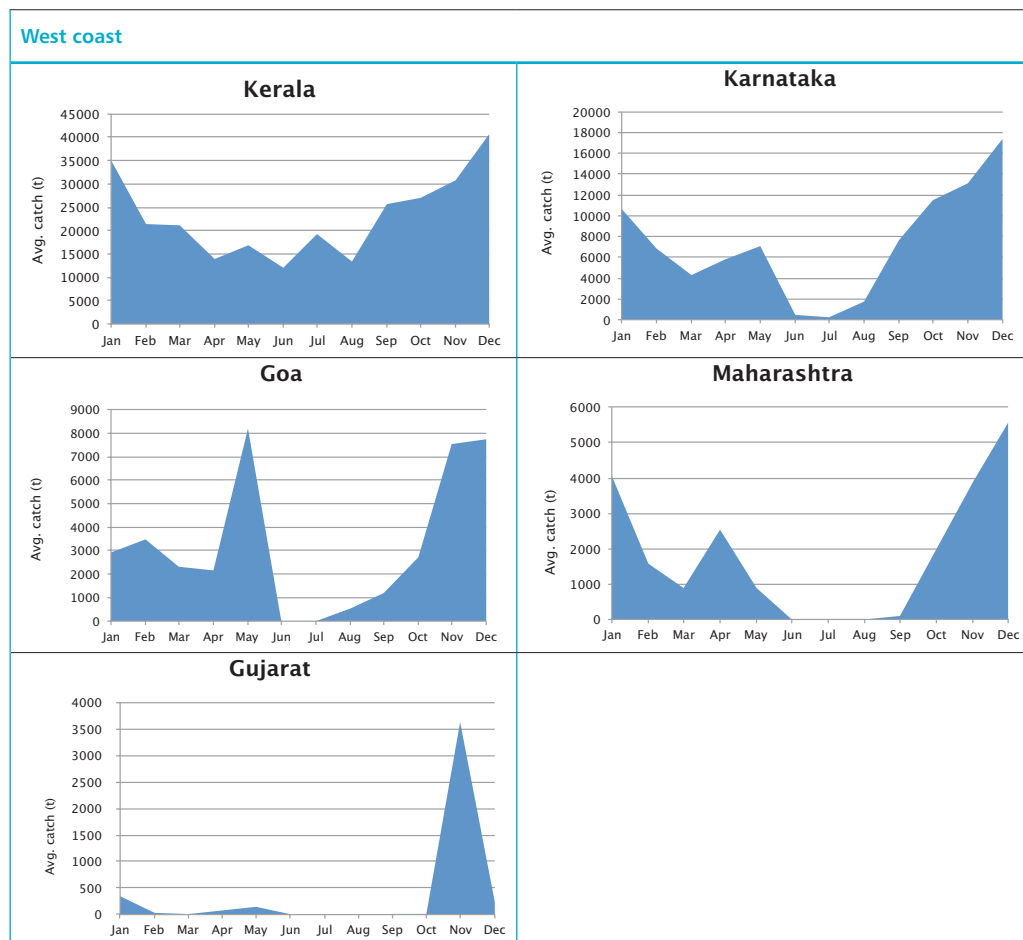 West coast
Kerala
45000
40000
35000
30000
25000
20000
15000
10000
5000
0
Avg. catch (t)
Jan Feb Mar Apr May Jun Jul Aug Sep Oct Nov Dec
Karnataka
20000
18000
16000
14000
12000
10000
8000
6000
4000
2000
0
Avg. catch (t)
Jan Feb Mar Apr May Jun Jul Aug Sep Oct Nov Dec
Goa
9000
8000
7000
6000
5000
4000
3000
2000
1000
0
Avg. catch (t)
Jan Feb Mar Apr May Jun Jul Aug Sep Oct Nov Dec
Maharashtra
6000
5000
4000
3000
2000
1000
0
Avg. catch (t)
Jan Feb Mar Apr May Jun Jul Aug Sep Oct Nov Dec
Gujarat
4000
3500
3000
2500
2000
1500
1000
500
0
Avg. catch (t)
Jan Feb Mar Apr May Jun Jul Aug Sep Oct Nov Dec